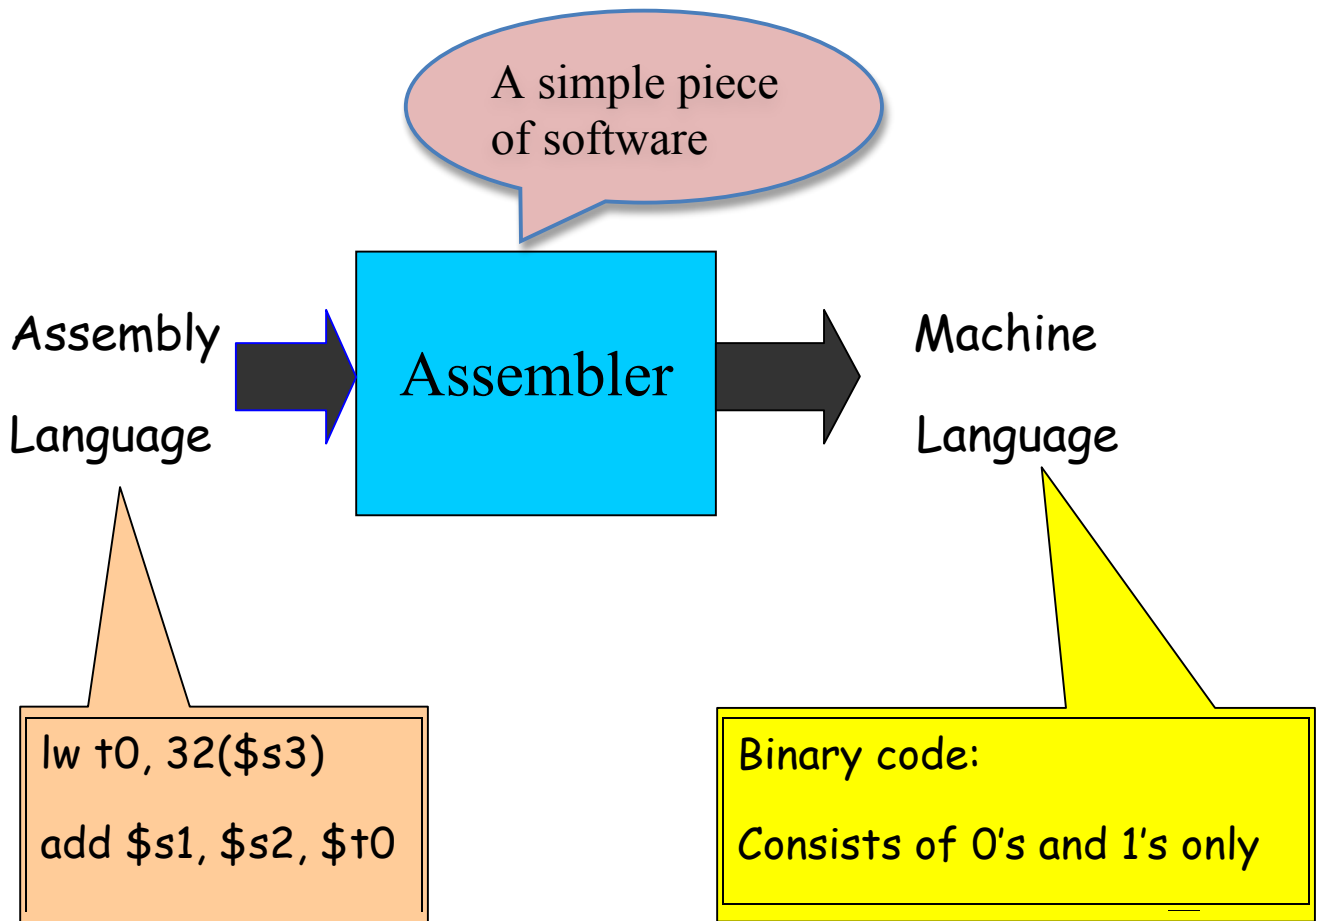 A simple piece
of software
Assembly
Language
Assembler
Machine
Language
lw t0, 32($s3)
add $s1, $s2, $t0
Binary code:
Consists of 0’s and 1’s only